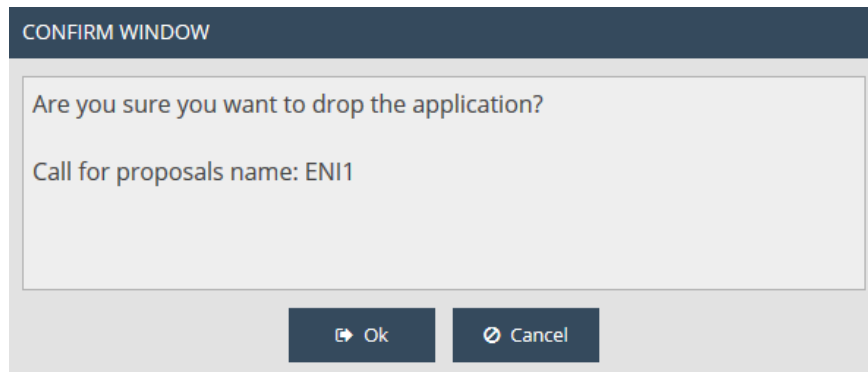 CONFIRM WINDOW
Are you sure you want to drop the application?
Call for proposals name: ENI1
Ok
Cancel